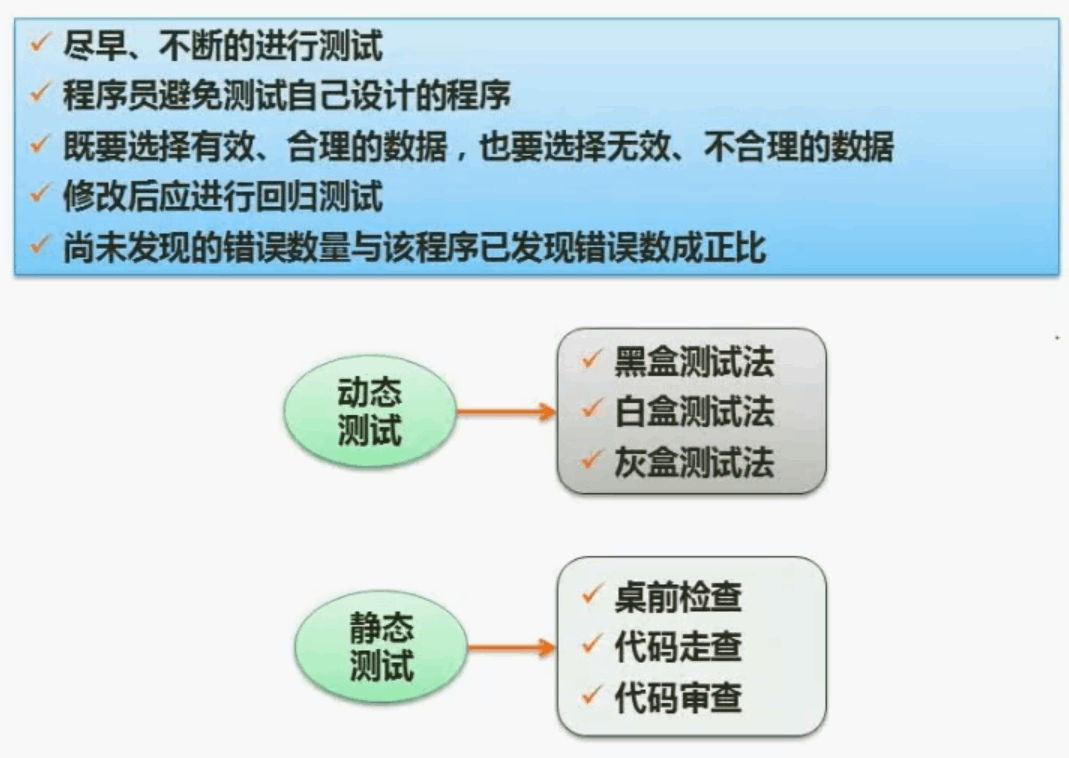 尽早、不断的进行测试
程序员避免测试自己设计的程序
既要选择有效、合理的数据，也要选择无效、不合理的数据
修改后应进行回归测试
尚未发现的错误数量与该程序已发现错误数成正比
动态
测试
黑盒测试法
白盒测试法
灰盒测试法
静态
测试
桌前检查
代码走查
代码审查